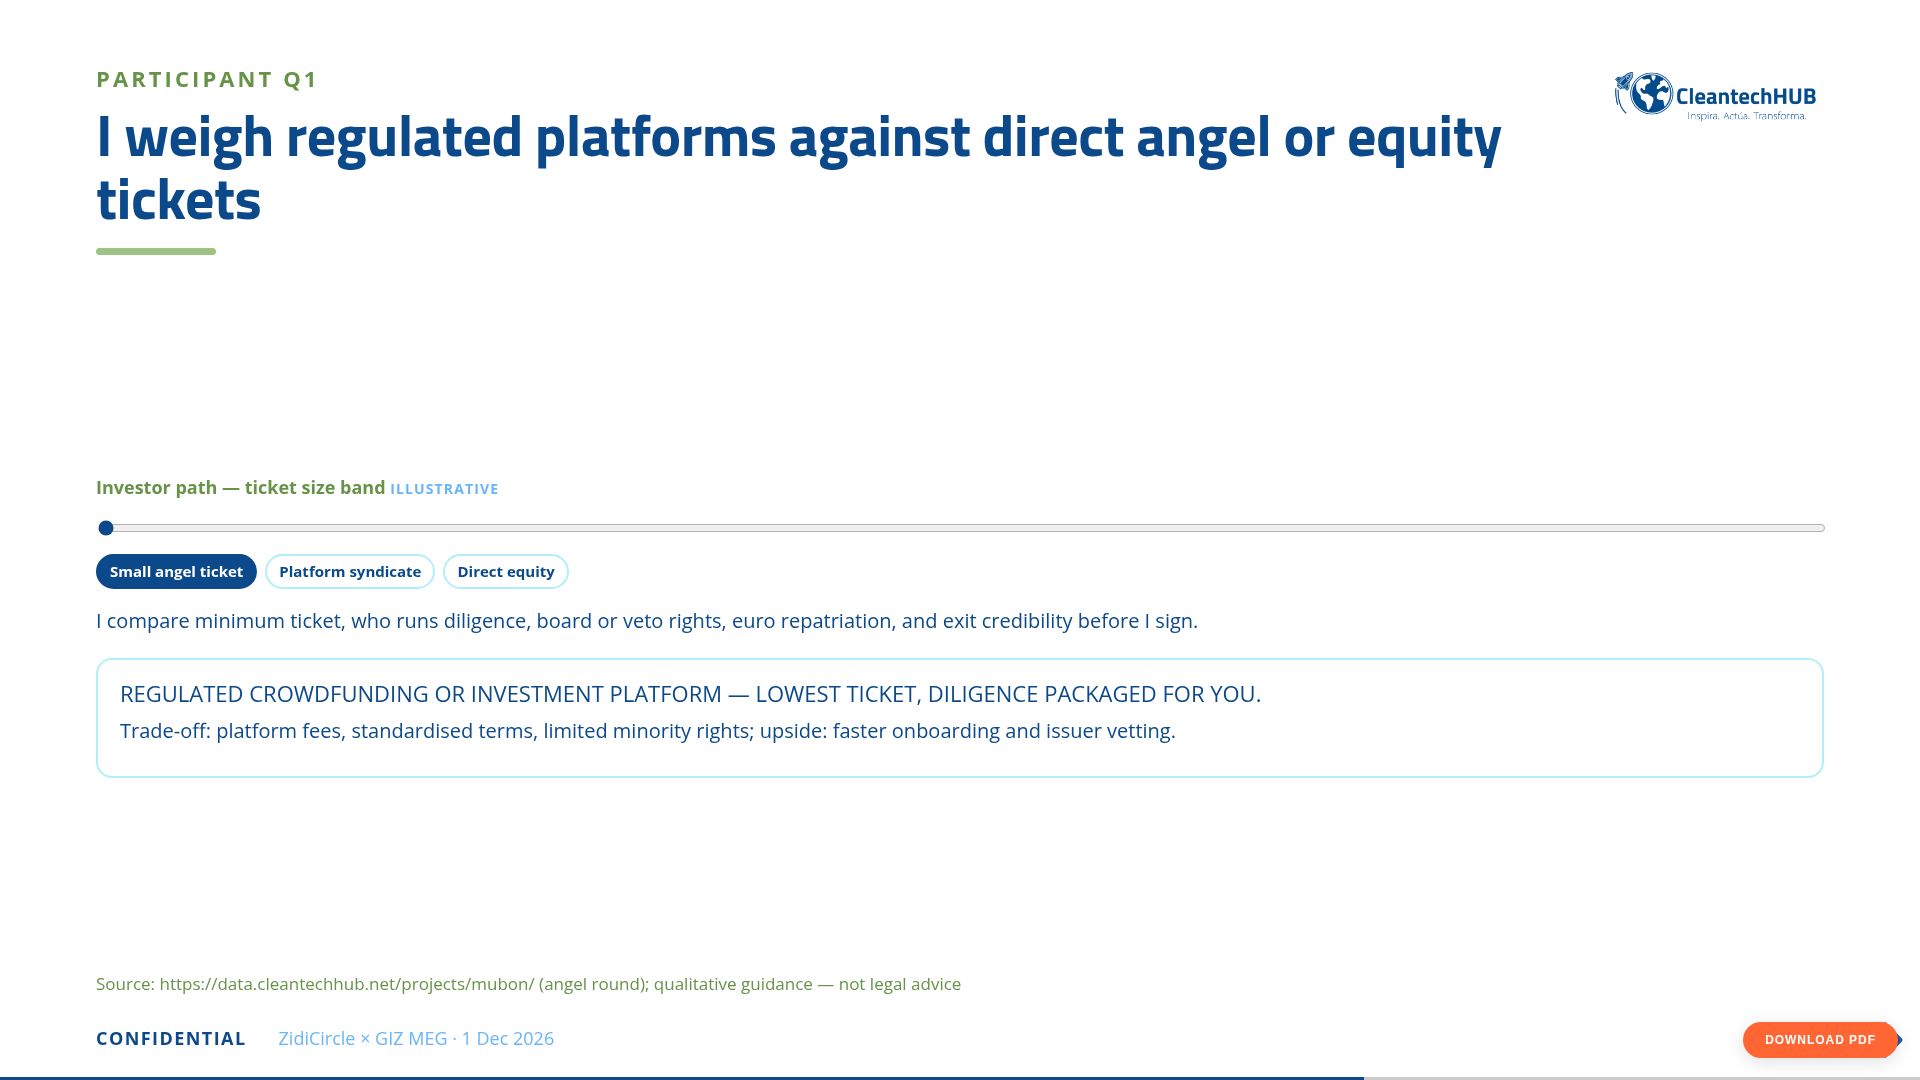 PARTICIPANT Q1
I weigh regulated platforms against direct angel or equity
tickets
CleantechHUB
Inspira. Actúa. Transforma.
Investor path — ticket size band ILLUSTRATIVE
Small angel ticket
Platform syndicate
Direct equity
I compare minimum ticket, who runs diligence, board or veto rights, euro repatriation, and exit credibility before I sign.
REGULATED CROWDFUNDING OR INVESTMENT PLATFORM — LOWEST TICKET, DILIGENCE PACKAGED FOR YOU.
Trade-off: platform fees, standardised terms, limited minority rights; upside: faster onboarding and issuer vetting.
Source: https://data.cleantechhub.net/projects/mubon/ (angel round); qualitative guidance — not legal advice
CONFIDENTIAL
ZidiCircle × GIZ MEG · 1 Dec 2026
DOWNLOAD PDF